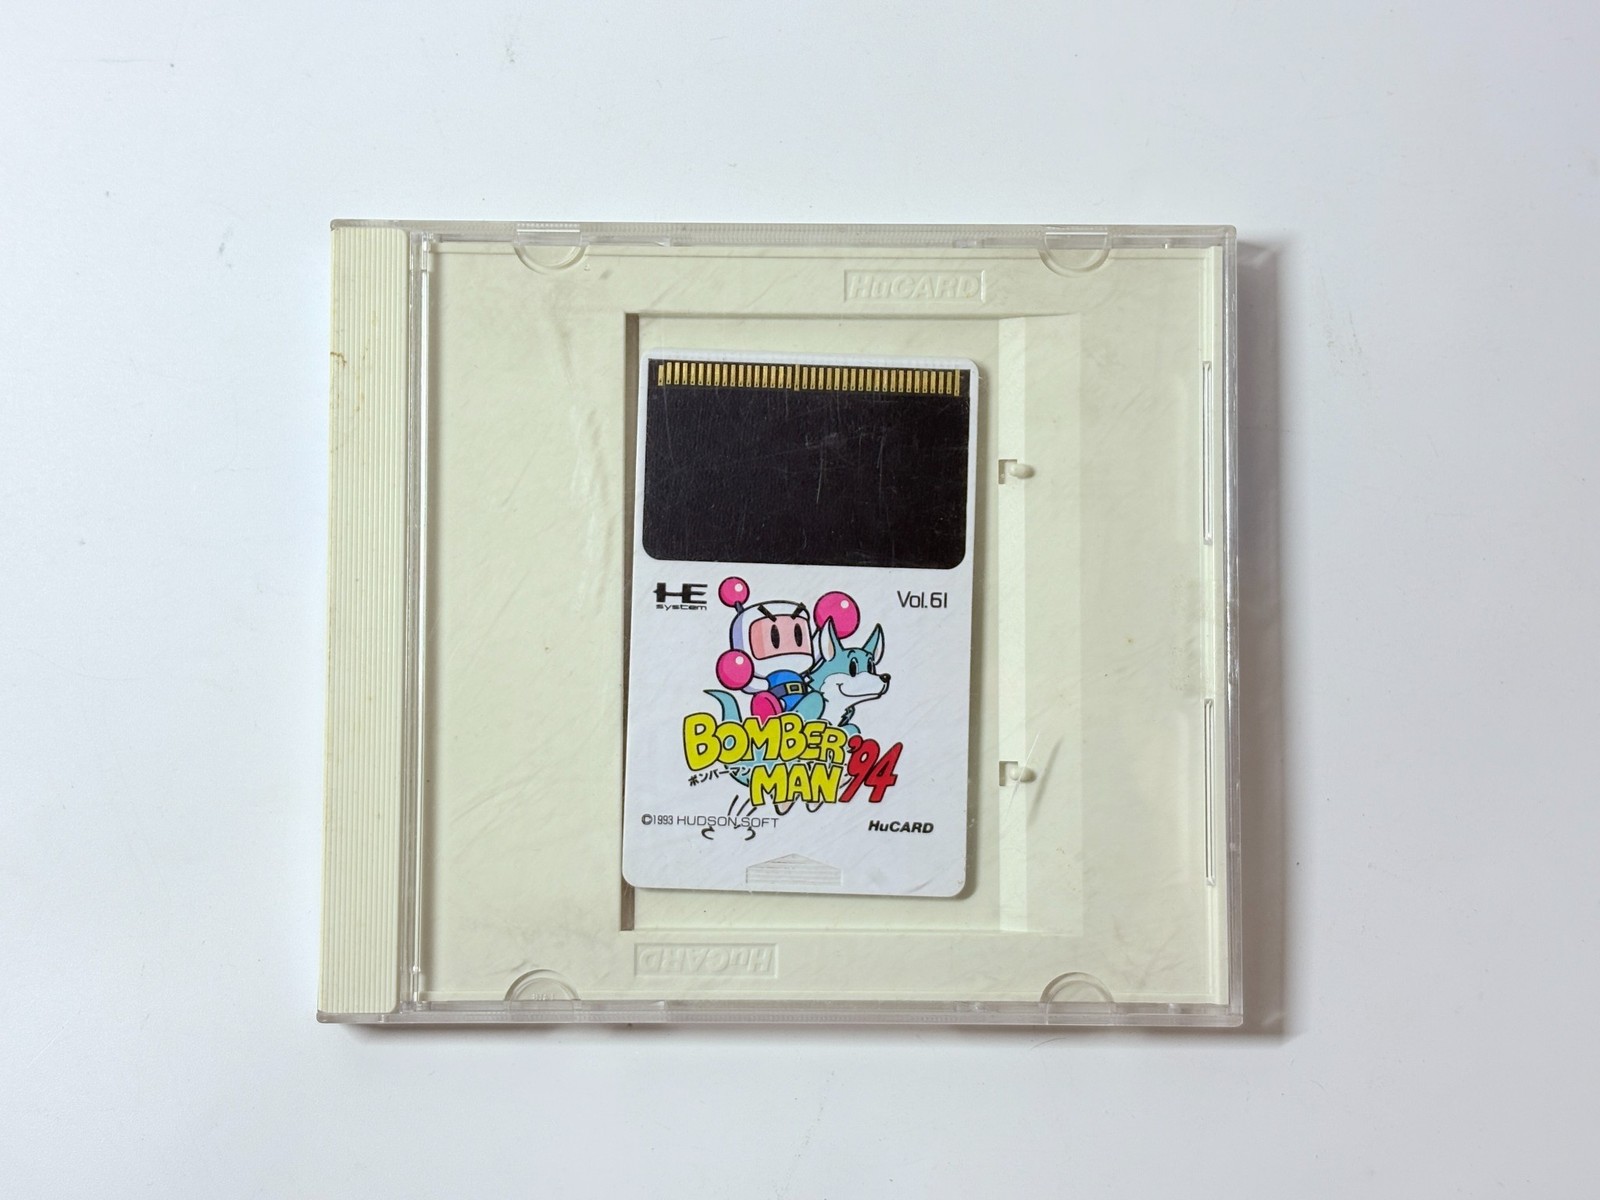 HuCARD
HE
system
Vol.61
BOMBER
MAN '94
ボンバーマン
©1993 HUDSON SOFT
HuCARD
HuCARD